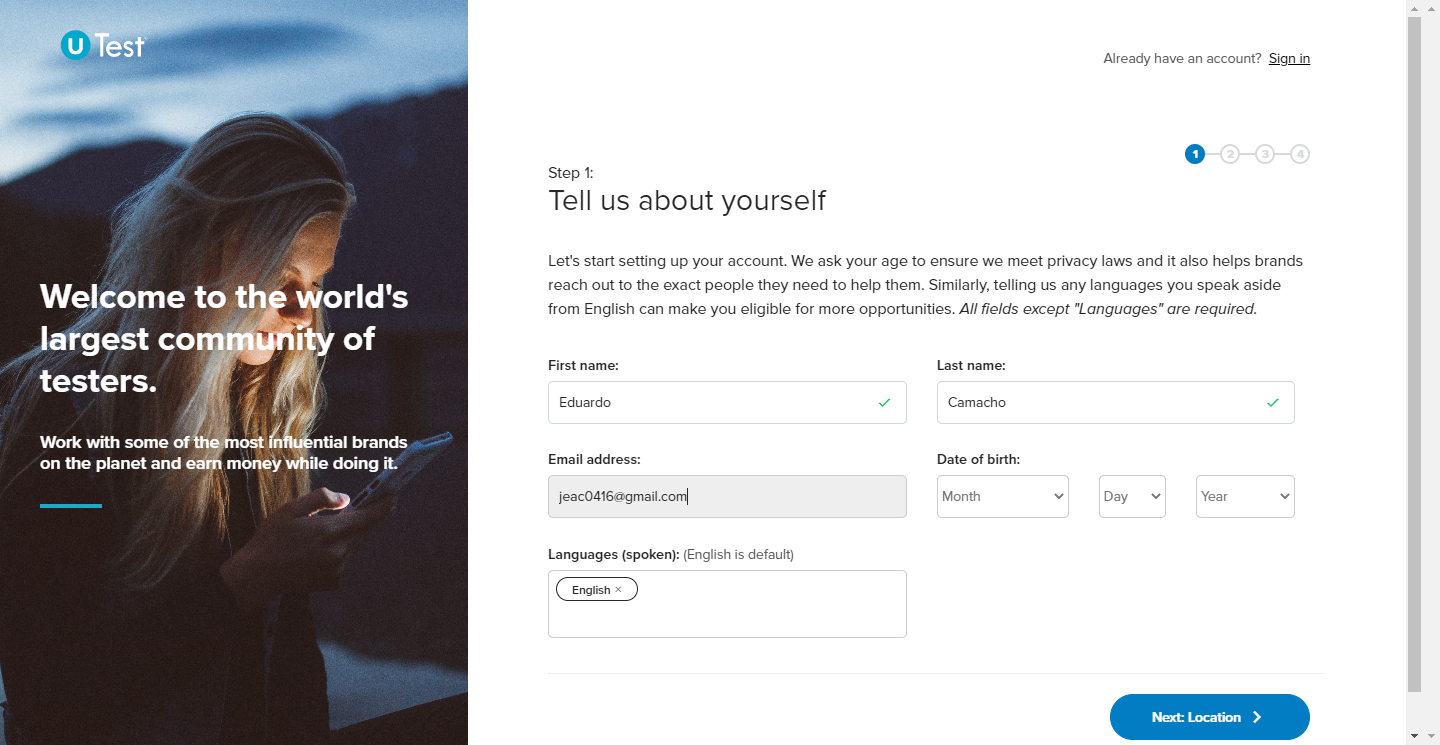 U Test
Already have an account? Sign in
1 2 3 4
Step 1:
Tell us about yourself
Let's start setting up your account. We ask your age to ensure we meet privacy laws and it also helps brands
reach out to the exact people they need to help them. Similarly, telling us any languages you speak aside
from English can make you eligible for more opportunities. All fields except "Languages" are required.
Welcome to the world's
largest community of
testers.
Work with some of the most influential brands
on the planet and earn money while doing it.
First name: Last name:
Eduardo Camacho
Email address: Date of birth:
jeac0416@gmail.com Month Day Year
Languages (spoken): (English is default)
English ×
Next: Location